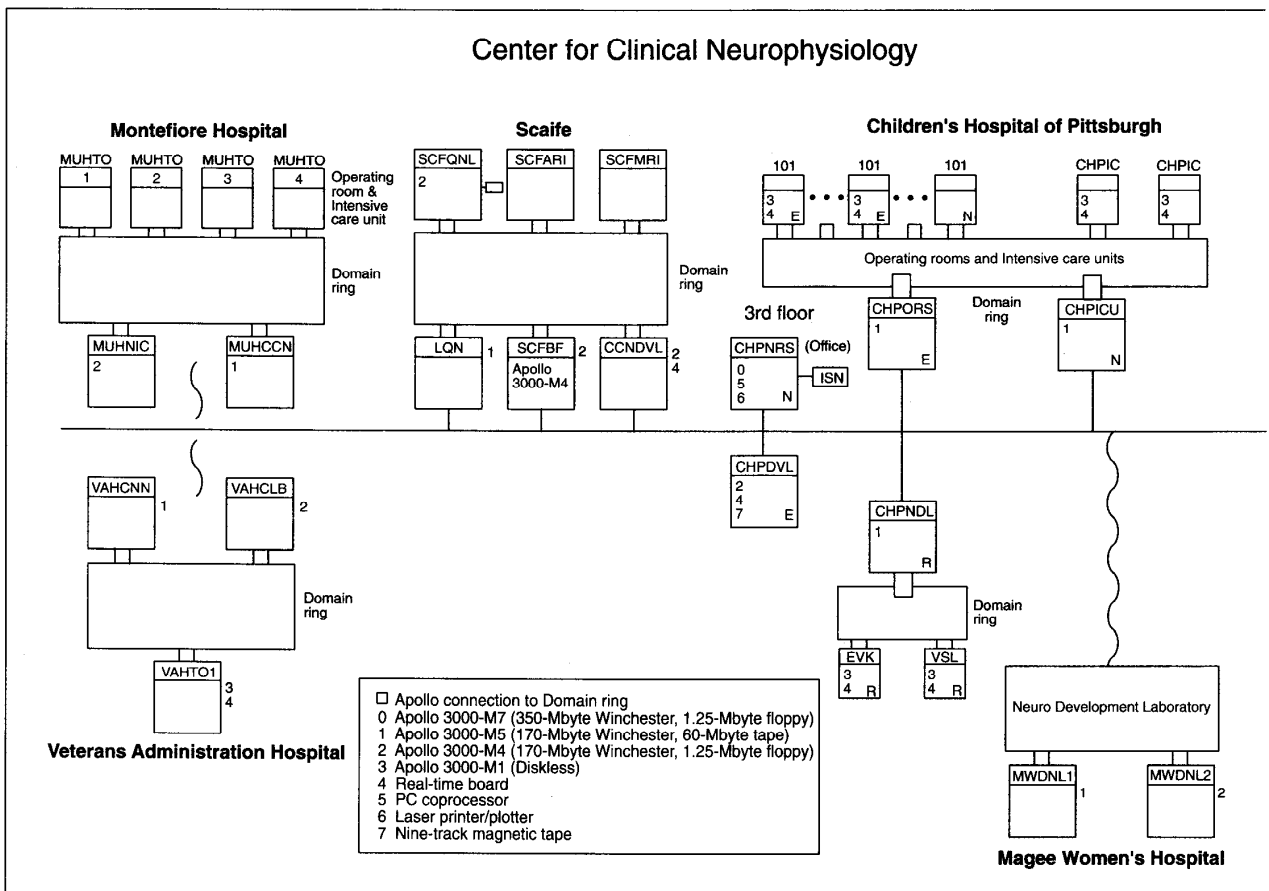 Center for Clinical Neurophysiology
Montefiore Hospital
MUHTO MUHTO MUHTO MUHTO
1 2 3 4
Operating
room &
Intensive
care unit
Domain
ring
MUHNIC
2
MUHCCN
1
Scaife
SCFQNL
2
SCFARI
SCFMRI
Domain
ring
LQN
1
SCFBF
2
Apollo
3000-M4
CCNDVL
2
4
Children's Hospital of Pittsburgh
101 101 101 CHPIC CHPIC
3
4 E
3
4 E
N
3
4
3
4
Operating rooms and Intensive care units
Domain
ring
CHPORS
1
E
CHPICU
1
N
3rd floor
CHPNRS
(Office)
0
5
6 N
ISN
CHPDVL
2
4
7 E
CHPNDL
1
R
Domain
ring
EVK
3
4 R
VSL
3
4 R
VAHCNN
1
VAHCLB
2
Domain
ring
VAHTO1
3
4
Veterans Administration Hospital
Apollo connection to Domain ring
0 Apollo 3000-M7 (350-Mbyte Winchester, 1.25-Mbyte floppy)
1 Apollo 3000-M5 (170-Mbyte Winchester, 60-Mbyte tape)
2 Apollo 3000-M4 (170-Mbyte Winchester, 1.25-Mbyte floppy)
3 Apollo 3000-M1 (Diskless)
4 Real-time board
5 PC coprocessor
6 Laser printer/plotter
7 Nine-track magnetic tape
Neuro Development Laboratory
MWDNL1
1
MWDNL2
2
Magee Women's Hospital